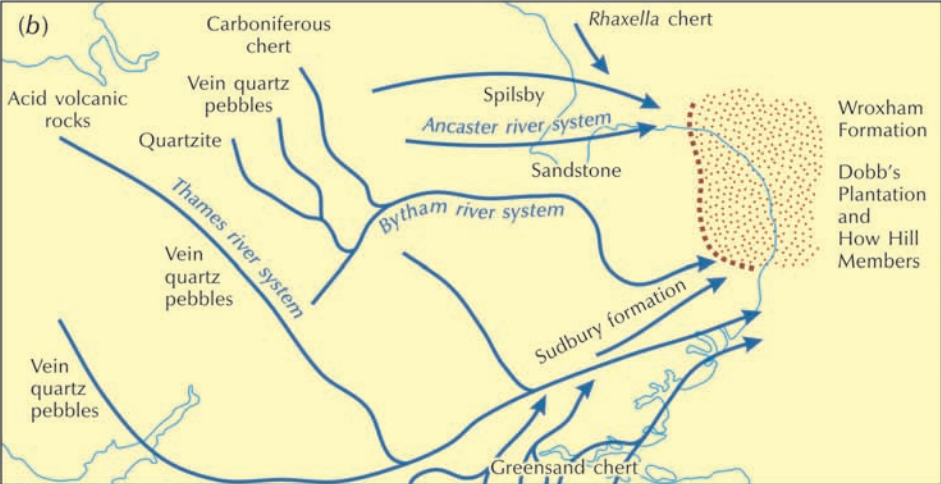 (b)
Carboniferous
chert
Rhaxella chert
Vein quartz
pebbles
Acid volcanic
rocks
Spilsby
Wroxham
Formation
Ancaster river system
Quartzite
Sandstone
Dobb's
Plantation
and
How Hill
Members
Thames river system
Bytham river system
Vein
quartz
pebbles
Sudbury formation
Vein
quartz
pebbles
Greensand chert